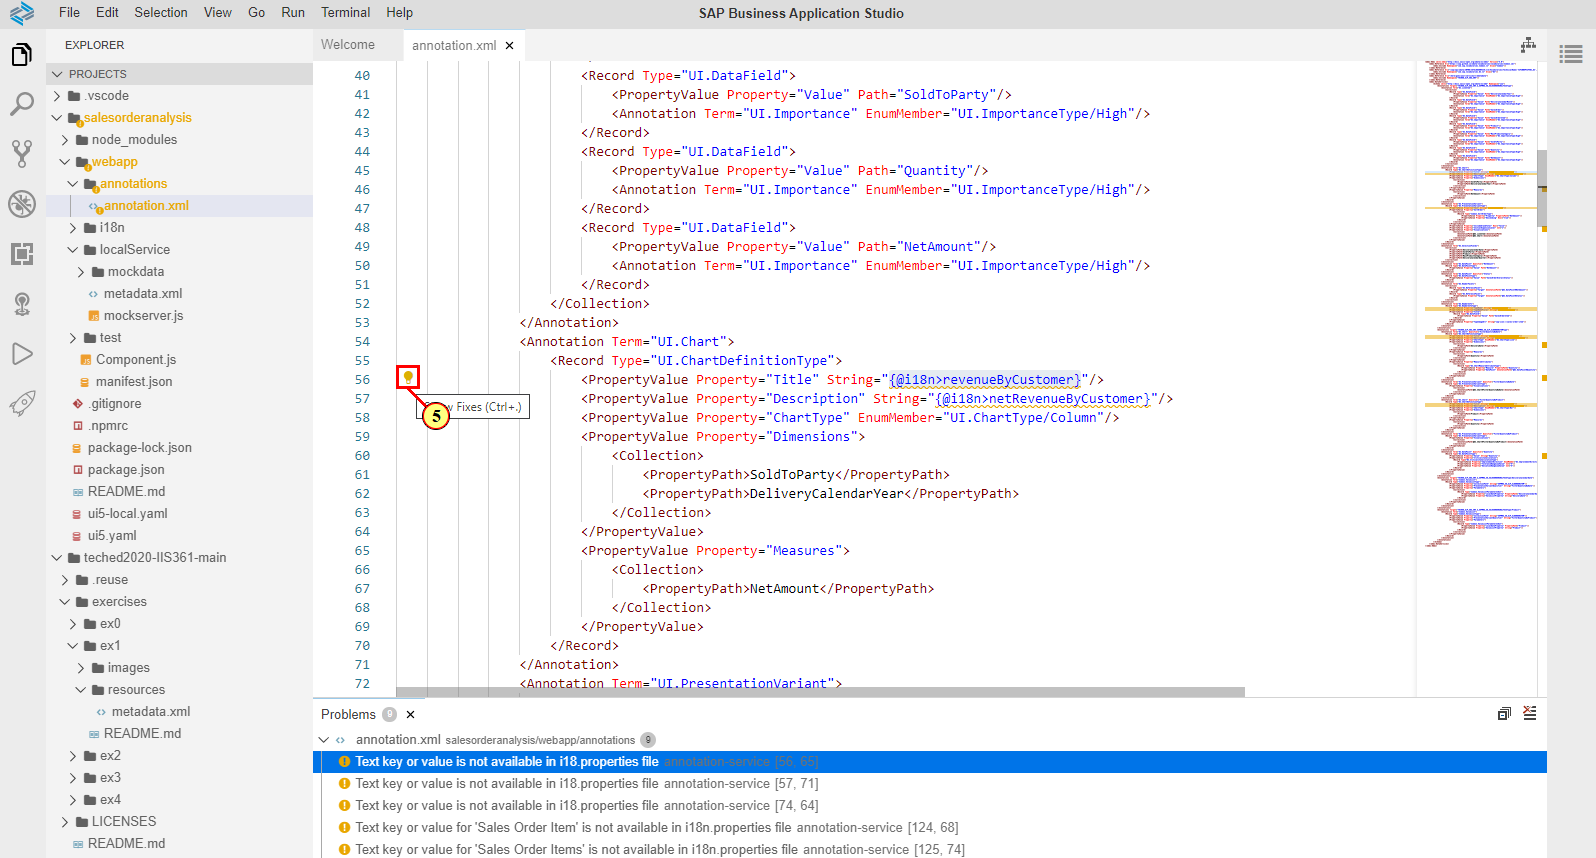 File Edit Selection View Go Run Terminal Help
SAP Business Application Studio
EXPLORER
PROJECTS
.vscode
salesorderanalysis
node_modules
webapp
annotations
annotation.xml
i18n
localService
mockdata
metadata.xml
mockserver.js
test
Component.js
manifest.json
.gitignore
.npmrc
package-lock.json
package.json
README.md
ui5-local.yaml
ui5.yaml
teched2020-IIS361-main
.reuse
exercises
ex0
ex1
images
resources
metadata.xml
README.md
ex2
ex3
ex4
LICENSES
README.md
Welcome
annotation.xml
40 <Record Type="UI.DataField">
41 <PropertyValue Property="Value" Path="SoldToParty"/>
42 <Annotation Term="UI.Importance" EnumMember="UI.ImportanceType/High"/>
43 </Record>
44 <Record Type="UI.DataField">
45 <PropertyValue Property="Value" Path="Quantity"/>
46 <Annotation Term="UI.Importance" EnumMember="UI.ImportanceType/High"/>
47 </Record>
48 <Record Type="UI.DataField">
49 <PropertyValue Property="Value" Path="NetAmount"/>
50 <Annotation Term="UI.Importance" EnumMember="UI.ImportanceType/High"/>
51 </Record>
52 </Collection>
53 </Annotation>
54 <Annotation Term="UI.Chart">
55 <Record Type="UI.ChartDefinitionType">
56 <PropertyValue Property="Title" String="{@i18n>revenueByCustomer}"/>
57 <PropertyValue Property="Description" String="{@i18n>netRevenueByCustomer}"/>
58 <PropertyValue Property="ChartType" EnumMember="UI.ChartType/Column"/>
59 <PropertyValue Property="Dimensions">
60 <Collection>
61 <PropertyPath>SoldToParty</PropertyPath>
62 <PropertyPath>DeliveryCalendarYear</PropertyPath>
63 </Collection>
64 </PropertyValue>
65 <PropertyValue Property="Measures">
66 <Collection>
67 <PropertyPath>NetAmount</PropertyPath>
68 </Collection>
69 </PropertyValue>
70 </Record>
71 </Annotation>
72 <Annotation Term="UI.PresentationVariant">
5
Fixes (Ctrl+.)
Problems 9
annotation.xml salesorderanalysis/webapp/annotations 9
Text key or value is not available in i18.properties file annotation-service [56, 65]
Text key or value is not available in i18.properties file annotation-service [57, 71]
Text key or value is not available in i18.properties file annotation-service [74, 64]
Text key or value for 'Sales Order Item' is not available in i18n.properties file annotation-service [124, 68]
Text key or value for 'Sales Order Items' is not available in i18n.properties file annotation-service [125, 74]